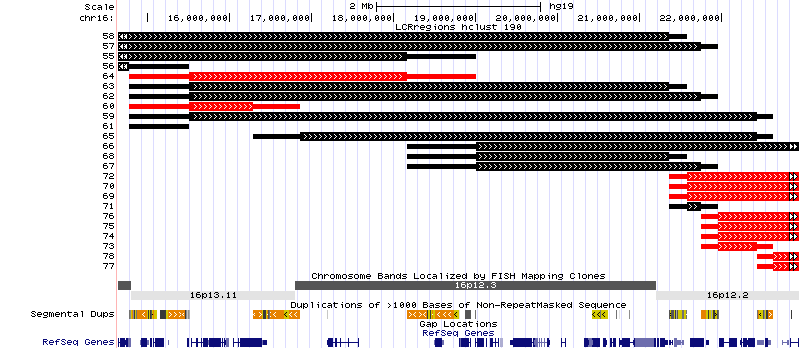 Scale 2 Mb hg19
chr16: 16,000,000 17,000,000 18,000,000 19,000,000 20,000,000 21,000,000 22,000,000
LCRregions hclust 190
58
57
55
56
64
63
62
60
59
61
65
66
68
67
72
70
69
71
76
75
74
73
78
77
Chromosome Bands Localized by FISH Mapping Clones
16p12.3
16p13.11 16p12.2
Duplications of >1000 Bases of Non-RepeatMasked Sequence
Segmental Dups
Gap Locations
RefSeq Genes
RefSeq Genes